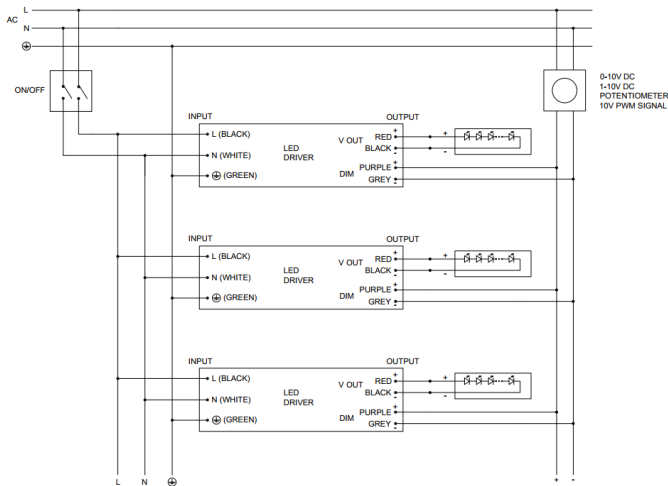 L
AC
N
ON/OFF
0-10V DC
1-10V DC
POTENTIOMETER
10V PWM SIGNAL
INPUT
OUTPUT
L (BLACK)
N (WHITE)
(GREEN)
LED
DRIVER
V OUT
DIM
RED
BLACK
PURPLE
GREY
+
-
+
-
+
-
INPUT
OUTPUT
L (BLACK)
N (WHITE)
(GREEN)
LED
DRIVER
V OUT
DIM
RED
BLACK
PURPLE
GREY
+
-
+
-
+
-
INPUT
OUTPUT
L (BLACK)
N (WHITE)
(GREEN)
LED
DRIVER
V OUT
DIM
RED
BLACK
PURPLE
GREY
+
-
+
-
+
-
L
N
+
-